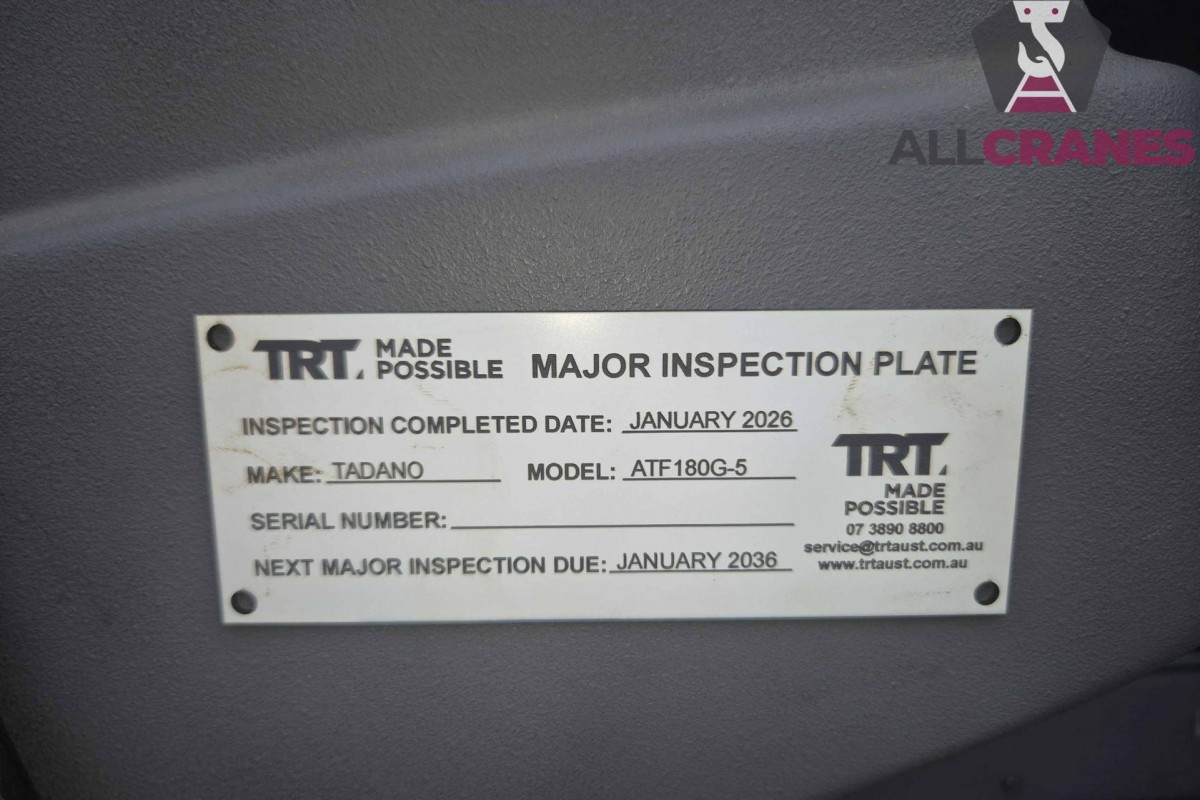 ALLCRANES
TRT. MADE POSSIBLE MAJOR INSPECTION PLATE
INSPECTION COMPLETED DATE: JANUARY 2026
MAKE: TADANO MODEL: ATF180G-5
SERIAL NUMBER:
NEXT MAJOR INSPECTION DUE: JANUARY 2036
TRT.
MADE
POSSIBLE
07 3890 8800
service@trtaust.com.au
www.trtaust.com.au